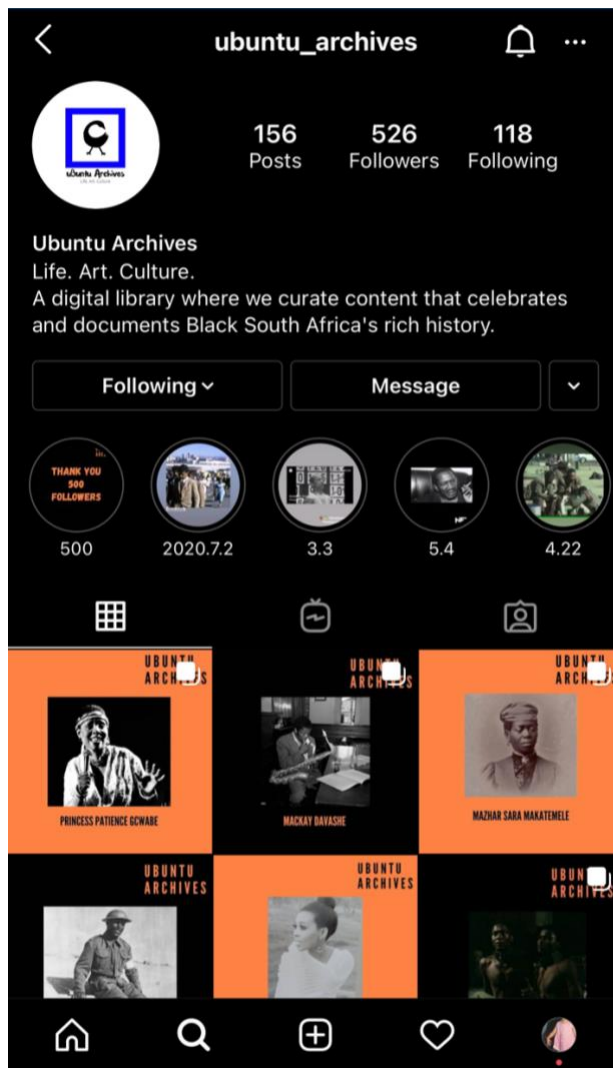 ubuntu_archives
156
526
118
Posts
Followers
Following
uBuntu Archives
Ubuntu Archives
Life. Art. Culture.
A digital library where we curate content that celebrates
and documents Black South Africa's rich history.
Following
Message
THANK YOU
500
FOLLOWERS
500
2020.7.2
3.3
5.4
4.22
UBUNTU
ARCHIVES
PRINCESS PATIENCE GCWABE
UBUN
ARCHIVES
MACKAY DAVASHE
UBUNTU
ARCHIVES
MAZHAR SARA MAKATEMELE
UBUNTU
ARCHIVES
UBUNTU
ARCHIVES
UBUN
ARCHIVES